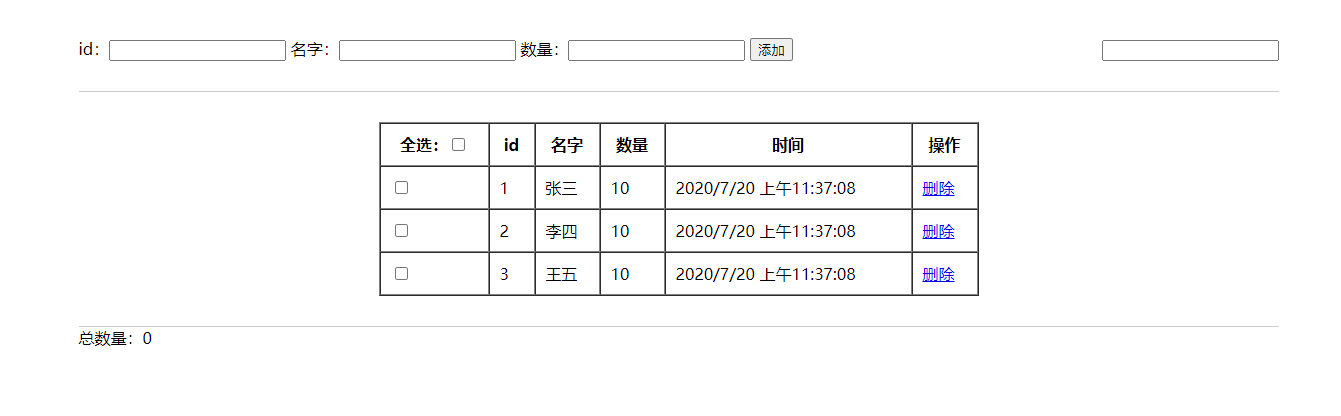 id： 名字： 数量： 添加
全选： id 名字 数量 时间 操作
1 张三 10 2020/7/20 上午11:37:08 删除
2 李四 10 2020/7/20 上午11:37:08 删除
3 王五 10 2020/7/20 上午11:37:08 删除
总数量：0